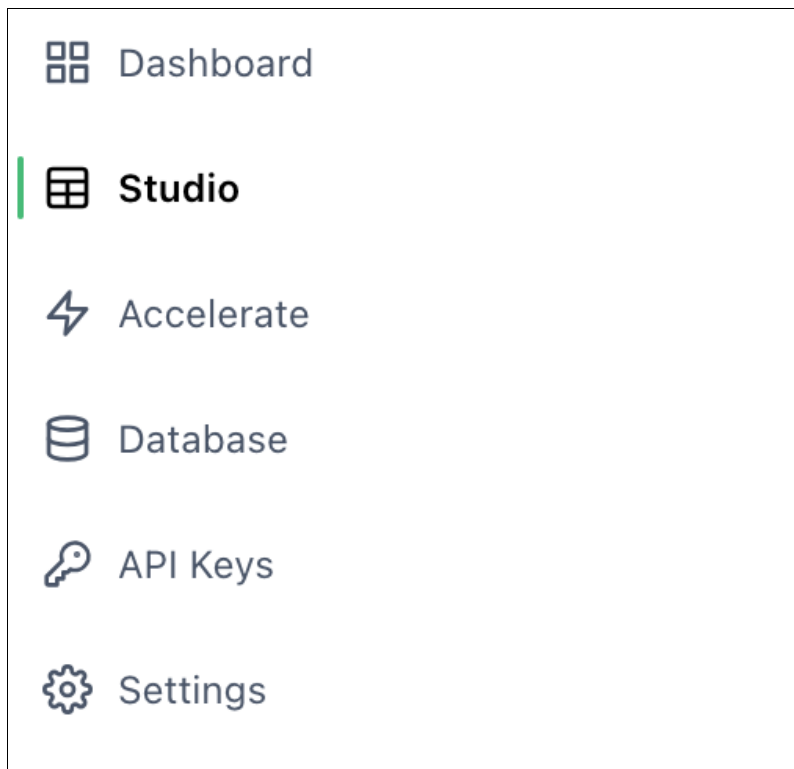 Dashboard
Studio
Accelerate
Database
API Keys
Settings